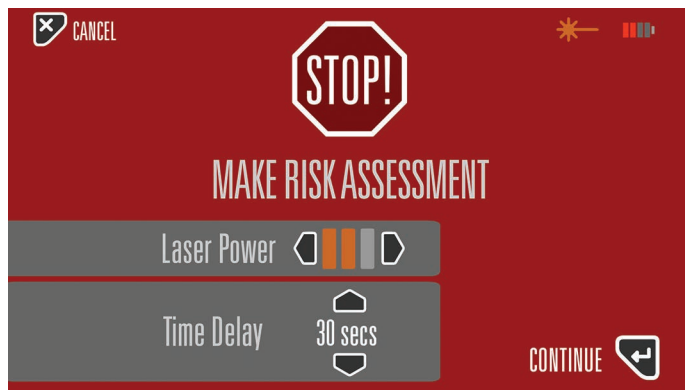 CANCEL
STOP!
MAKE RISK ASSESSMENT
Laser Power
Time Delay
30 secs
CONTINUE